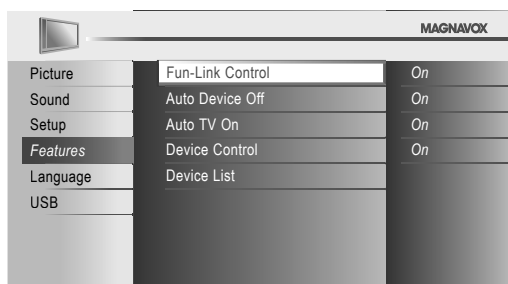 MAGNAVOX
Picture Fun-Link Control On
Sound Auto Device Off On
Setup Auto TV On On
Features Device Control On
Language Device List
USB